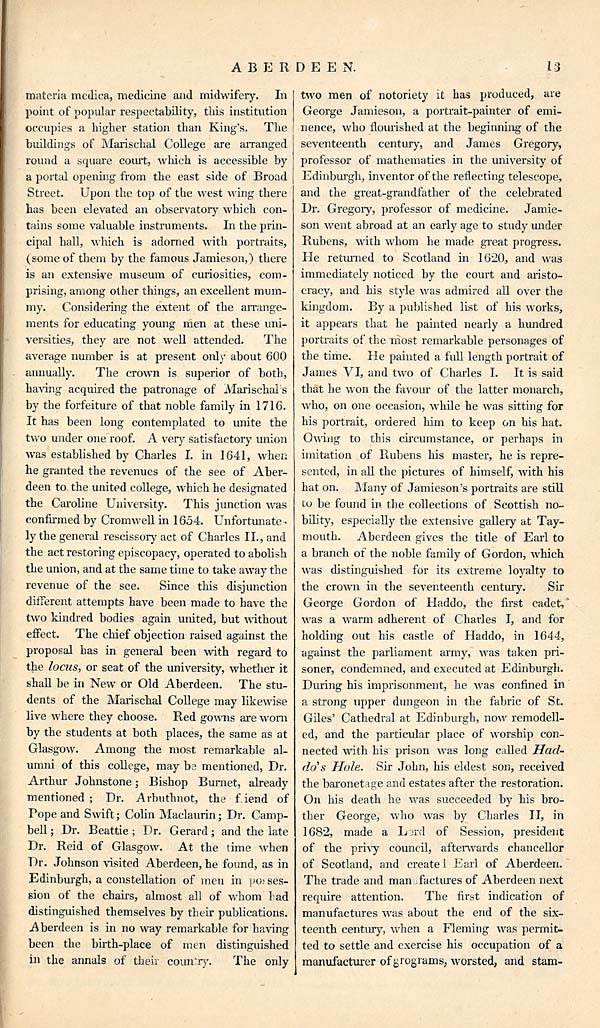 ABERDEEN.
13
materia medica, medicine and midwifery. In
point of popular respectability, this institution
occupies a higher station than King's. The
buildings of Marischal College are arranged
round a square court, which is accessible by
a portal opening from the east side of Broad
Street. Upon the top of the west wing there
has been elevated an observatory which con-
tains some valuable instruments. In the prin-
cipal hall, which is adorned with portraits,
(some of them by the famous Jamieson,) there
is an extensive museum of curiosities, com-
prising, among other things, an excellent mum-
my. Considering the extent of the arrange-
ments for educating young men at these uni-
versities, they are not well attended. The
average number is at present only about 600
annually. The crown is superior of both,
having acquired the patronage of Marischal's
by the forfeiture of that noble family in 1716.
It has been long contemplated to unite the
two under one roof. A very satisfactory union
was established by Charles I. in 1641, when
he granted the revenues of the see of Aber-
deen to the united college, which he designated
the Caroline University. This junction was
confirmed by Cromwell in 1654. Unfortunate-
ly the general rescissory act of Charles II., and
the act restoring episcopacy, operated to abolish
the union, and at the same time to take away the
revenue of the see. Since this disjunction
different attempts have been made to have the
two kindred bodies again united, but without
effect. The chief objection raised against the
proposal has in general been with regard to
the locus, or seat of the university, whether it
shall be in New or Old Aberdeen. The stu-
dents of the Marischal College may likewise
live where they choose. Red gowns are worn
by the students at both places, the same as at
Glasgow. Among the most remarkable al-
umni of this college, may be mentioned, Dr.
Arthur Johnstone; Bishop Burnet, already
mentioned; Dr. Arbuthnot, the friend of
Pope and Swift; Colin Maclaurin; Dr. Camp-
bell; Dr. Beattie; Dr. Gerard; and the late
Dr. Reid of Glasgow. At the time when
Dr. Johnson visited Aberdeen, he found, as in
Edinburgh, a constellation of men in posses-
sion of the chairs, almost all of whom had
distinguished themselves by their publications.
Aberdeen is in no way remarkable for having
been the birth-place of men distinguished
in the annals of their country. The only
two men of notoriety it has produced, are
George Jamieson, a portrait-painter of emi-
nence, who flourished at the beginning of the
seventeenth century, and James Gregory,
professor of mathematics in the university of
Edinburgh, inventor of the reflecting telescope,
and the great-grandfather of the celebrated
Dr. Gregory, professor of medicine. Jamie-
son went abroad at an early age to study under
Rubens, with whom he made great progress.
He returned to Scotland in 1620, and was
immediately noticed by the court and aristo-
cracy, and his style was admired all over the
kingdom. By a published list of his works,
it appears that he painted nearly a hundred
portraits of the most remarkable personages of
the time. He painted a full length portrait of
James VI, and two of Charles I. It is said
that he won the favour of the latter monarch,
who, on one occasion, while he was sitting for
his portrait, ordered him to keep on his hat.
Owing to this circumstance, or perhaps in
imitation of Rubens his master, he is repre-
sented, in all the pictures of himself, with his
hat on. Many of Jamieson's portraits are still
to be found in the collections of Scottish no-
bility, especially the extensive gallery at Tay-
mouth. Aberdeen gives the title of Earl to
a branch of the noble family of Gordon, which
was distinguished for its extreme loyalty to
the crown in the seventeenth century. Sir
George Gordon of Haddo, the first cadet,
was a warm adherent of Charles I, and for
holding out his castle of Haddo, in 1644,
against the parliament army, was taken pri-
soner, condemned, and executed at Edinburgh.
During his imprisonment, he was confined in
a strong upper dungeon in the fabric of St.
Giles' Cathedral at Edinburgh, now remodell-
ed, and the particular place of worship con-
nected with his prison was long called Had-
do's Hole. Sir John, his eldest son, received
the baronetage and estates after the restoration.
On his death he was succeeded by his bro-
ther George, who was by Charles II, in
1682, made a Lord of Session, president
of the privy council, afterwards chancellor
of Scotland, and created Earl of Aberdeen.
The trade and manufactures of Aberdeen next
require attention. The first indication of
manufactures was about the end of the six-
teenth century, when a Fleming was permit-
ted to settle and exercise his occupation of a
manufacturer of grograms, worsted, and stam-